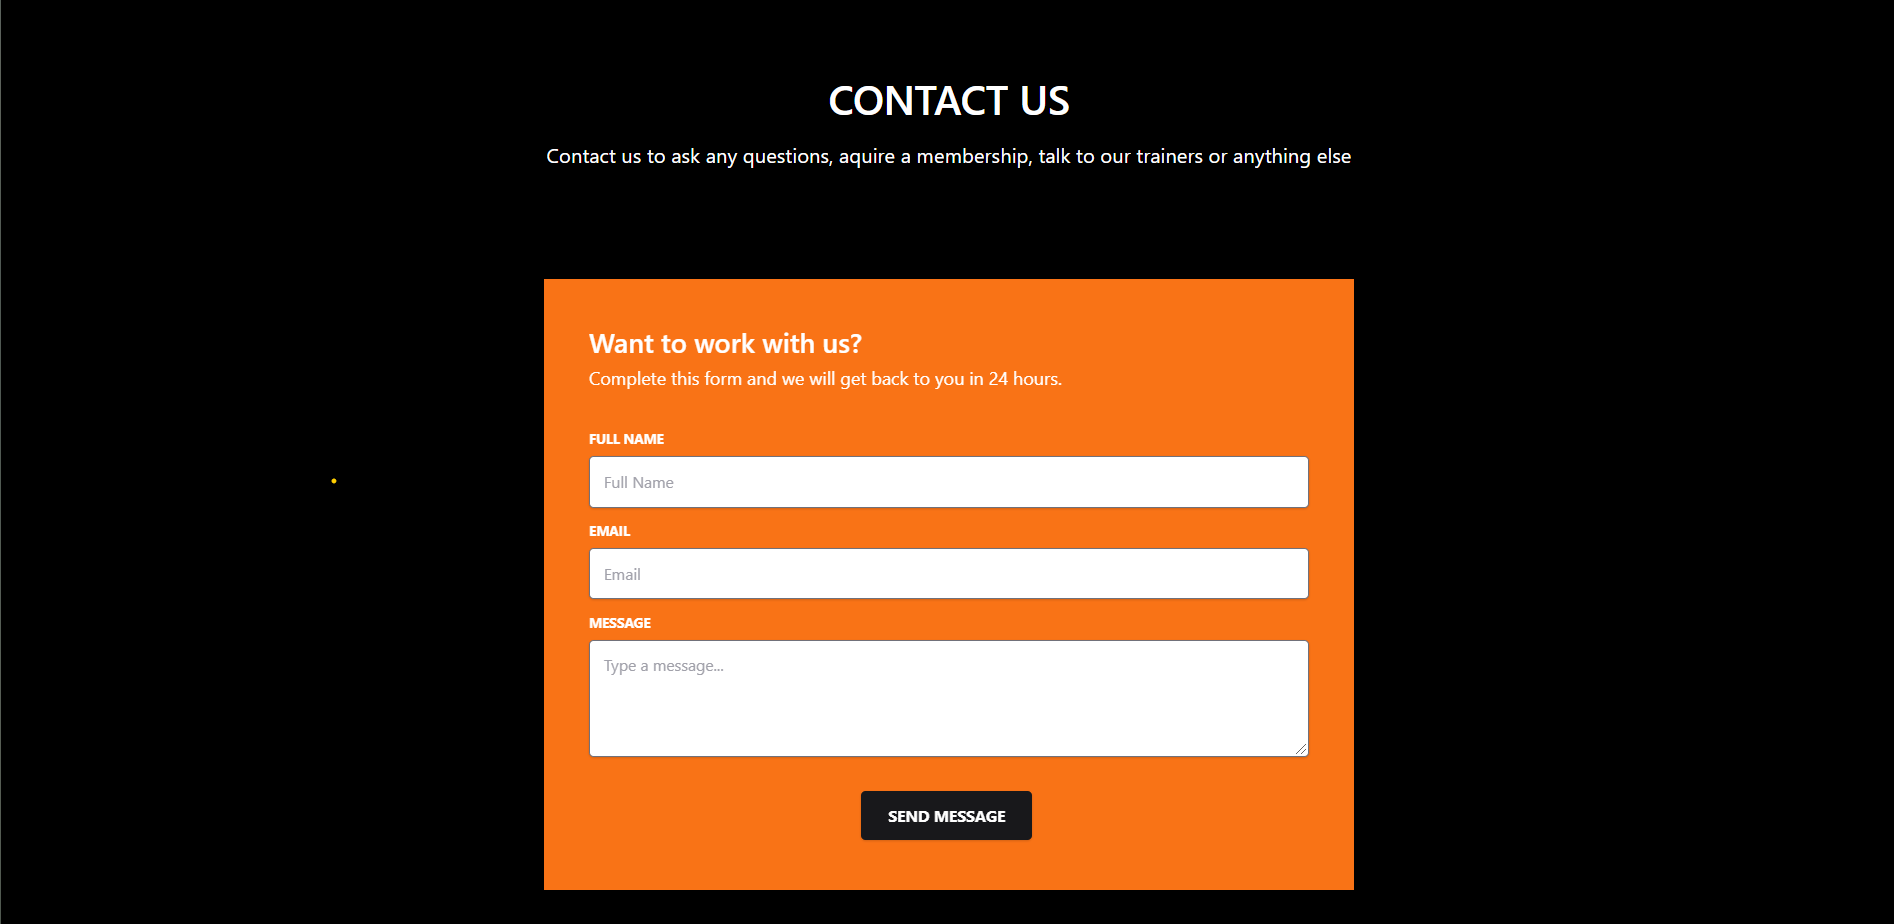 CONTACT US
Contact us to ask any questions, aquire a membership, talk to our trainers or anything else
Want to work with us?
Complete this form and we will get back to you in 24 hours.
FULL NAME
Full Name
EMAIL
Email
MESSAGE
Type a message...
SEND MESSAGE